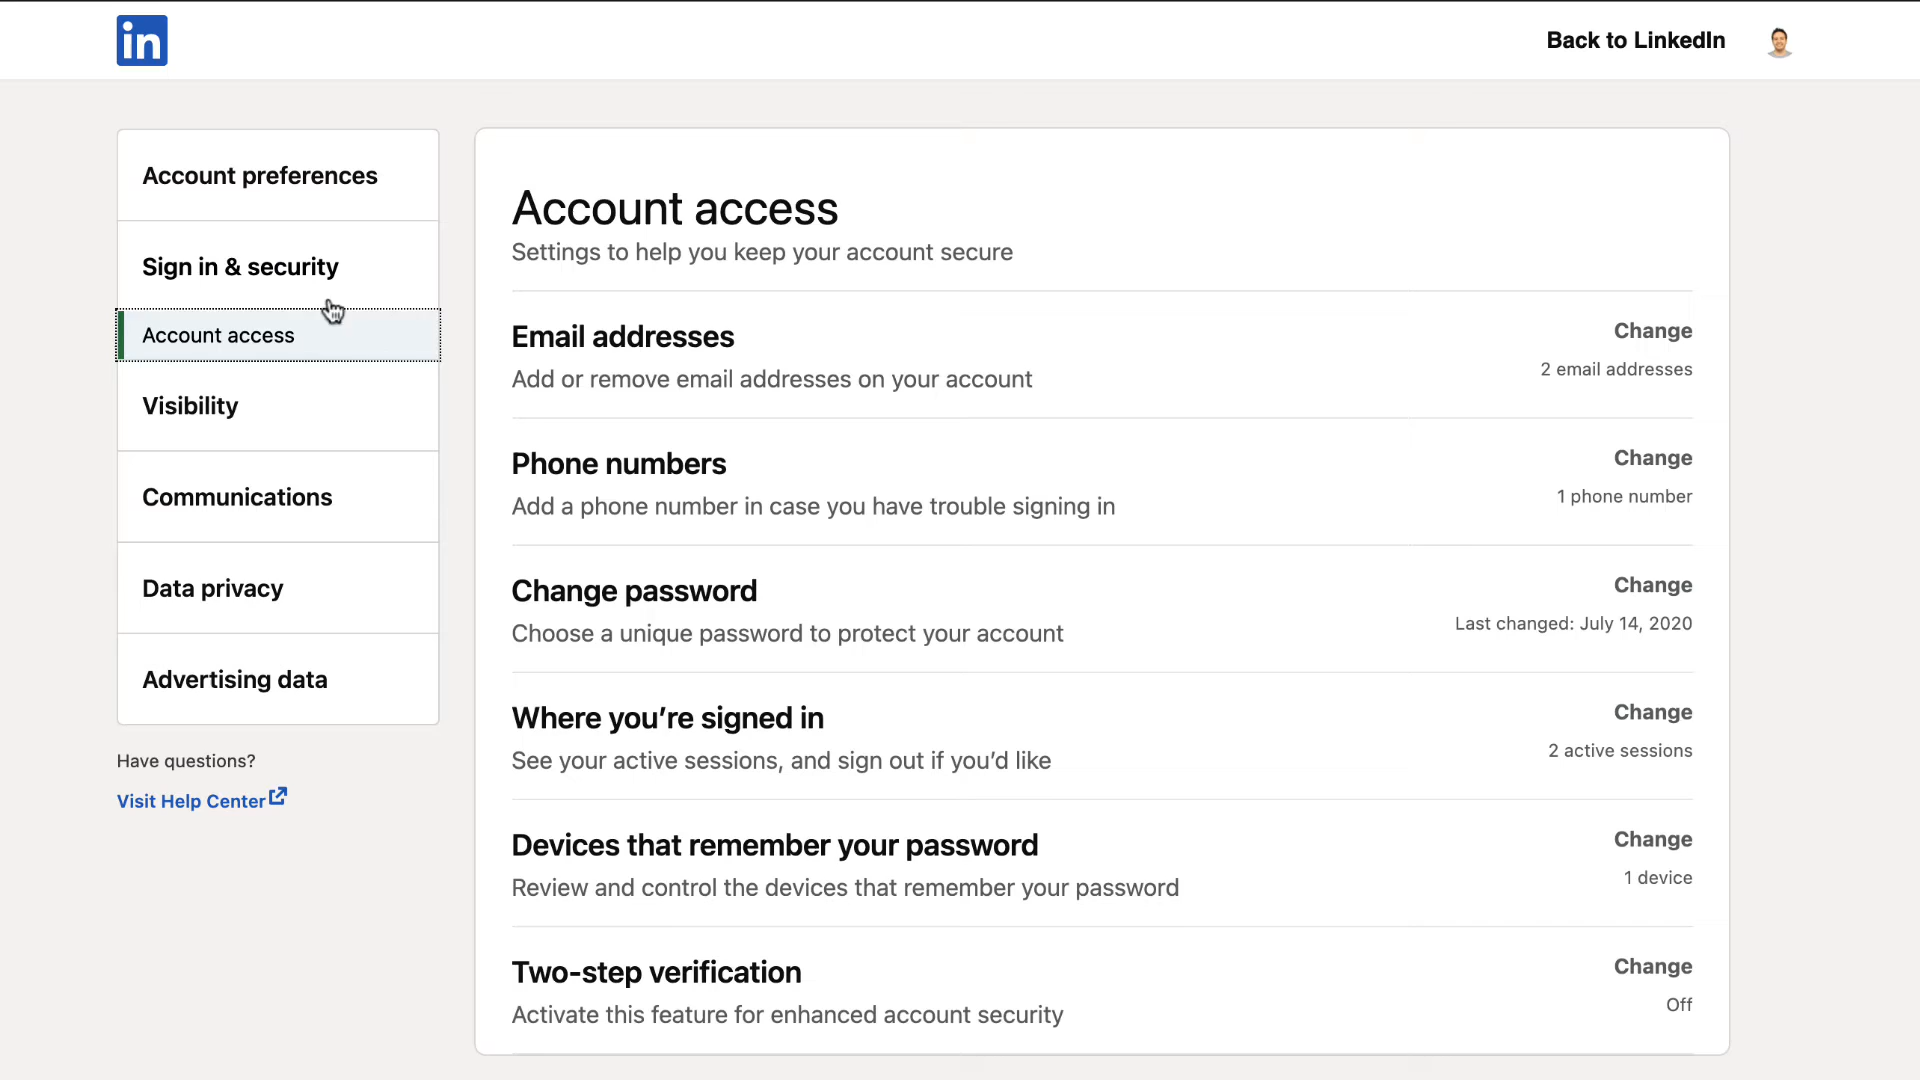 in
Back to LinkedIn
Account preferences
Sign in & security
Account access
Visibility
Communications
Data privacy
Advertising data
Have questions?
Visit Help Center
Account access
Settings to help you keep your account secure
Email addresses
Change
Add or remove email addresses on your account
2 email addresses
Phone numbers
Change
Add a phone number in case you have trouble signing in
1 phone number
Change password
Change
Choose a unique password to protect your account
Last changed: July 14, 2020
Where you’re signed in
Change
See your active sessions, and sign out if you’d like
2 active sessions
Devices that remember your password
Change
Review and control the devices that remember your password
1 device
Two-step verification
Change
Activate this feature for enhanced account security
Off